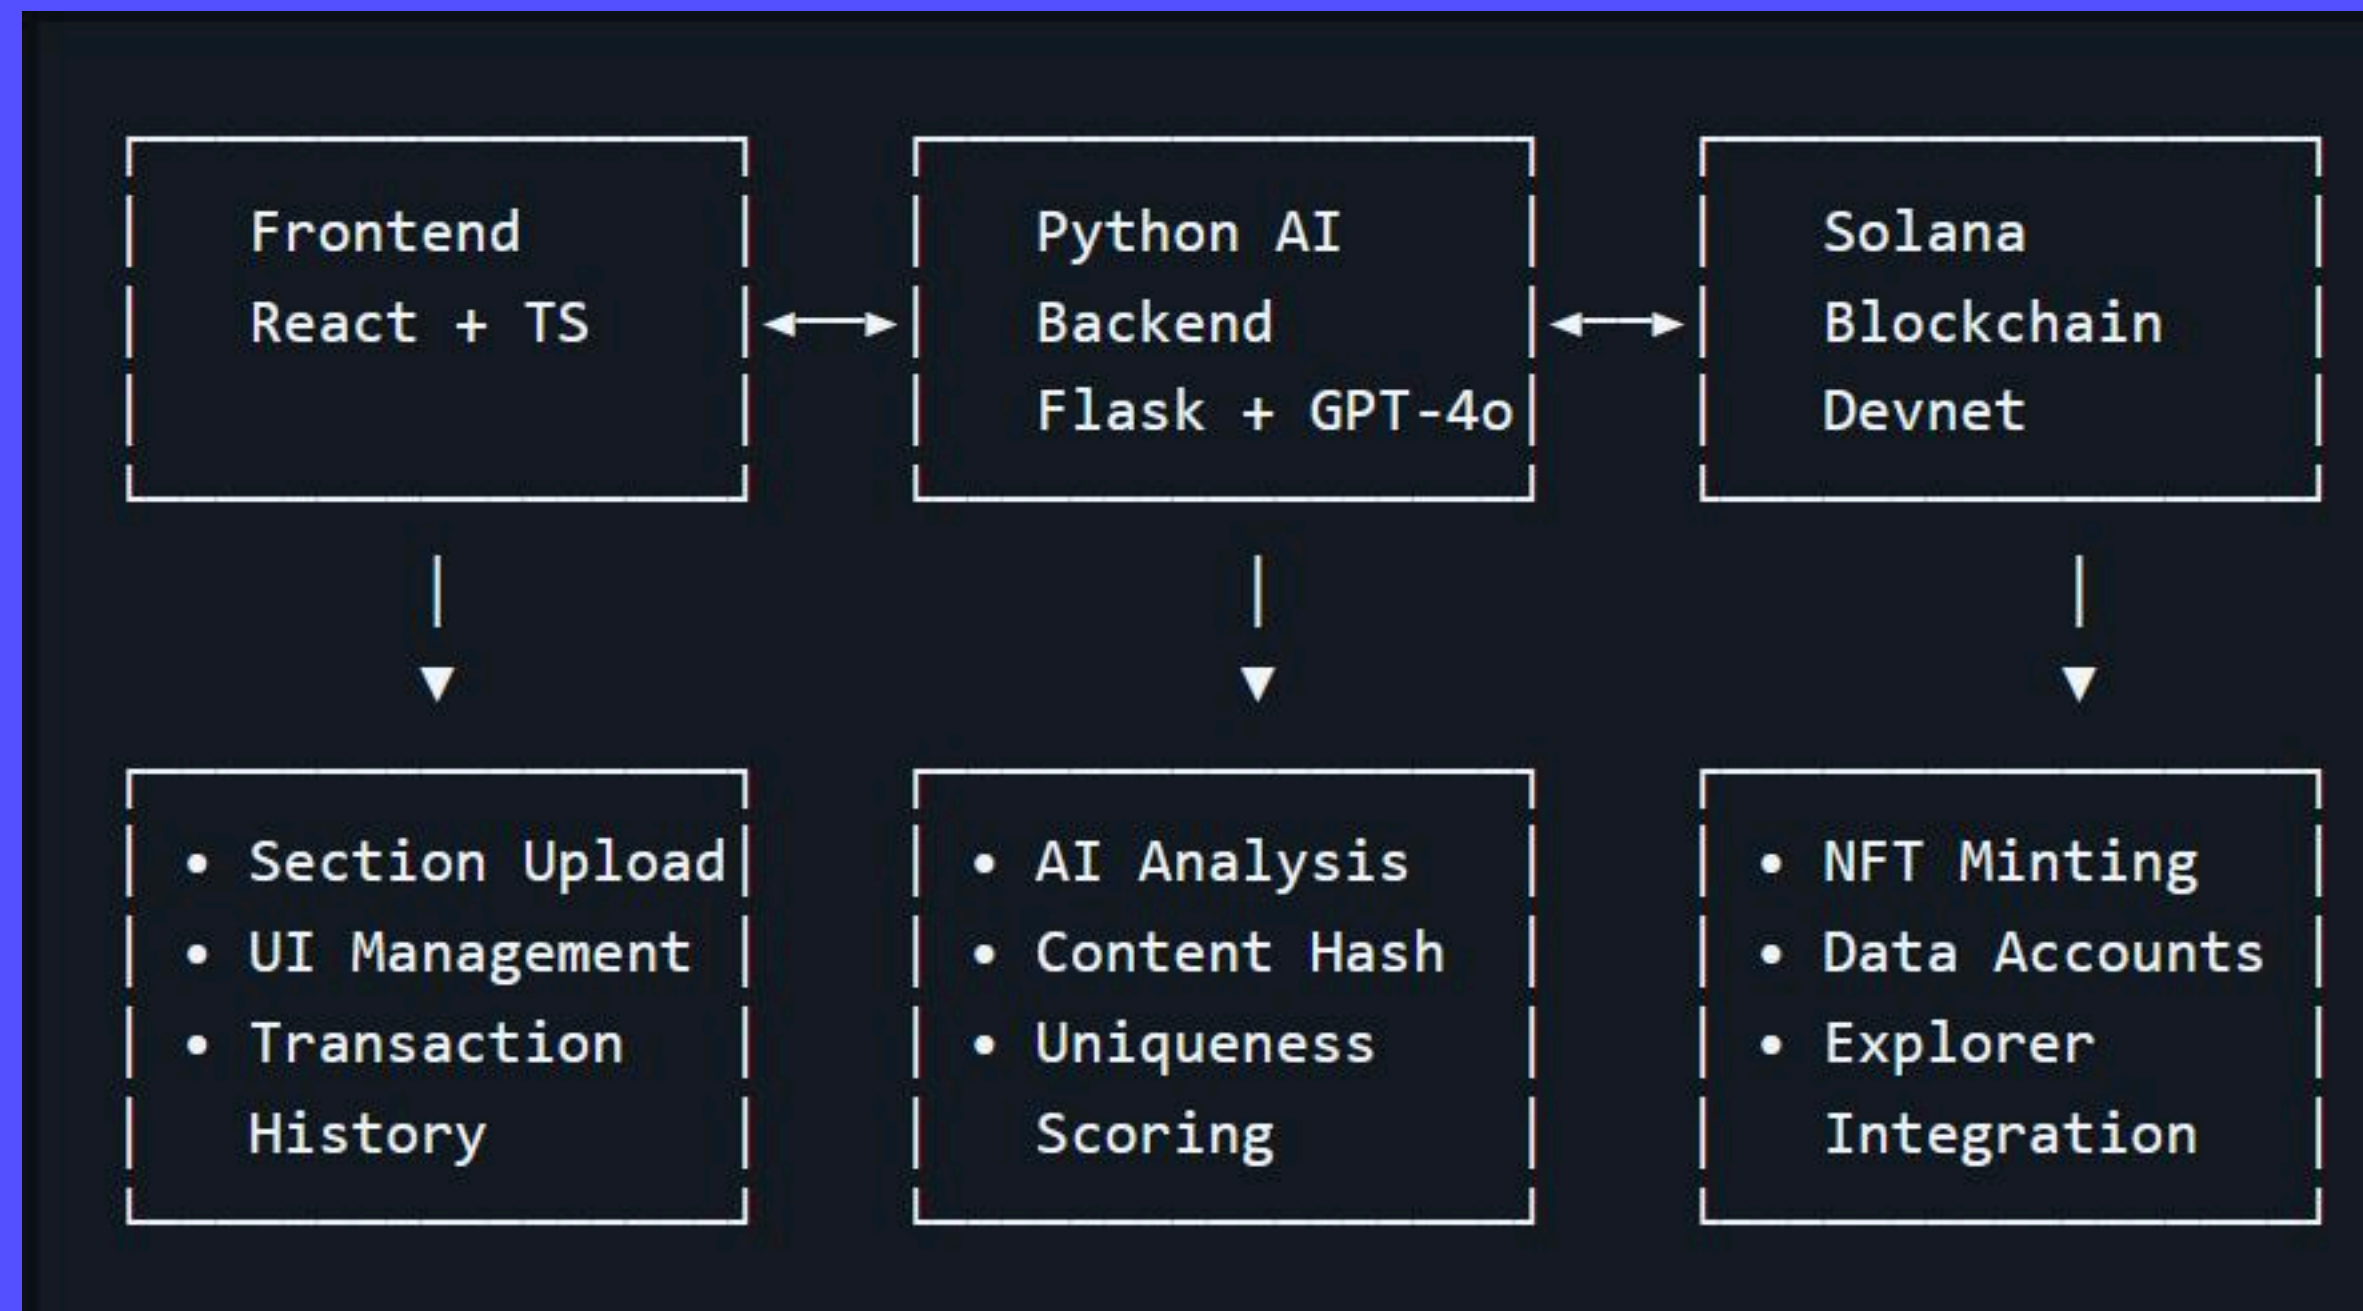 Frontend
React + TS
Python AI
Backend
Flask + GPT-4o
Solana
Blockchain
Devnet
• Section Upload
• UI Management
• Transaction
History
• AI Analysis
• Content Hash
• Uniqueness
Scoring
• NFT Minting
• Data Accounts
• Explorer
Integration